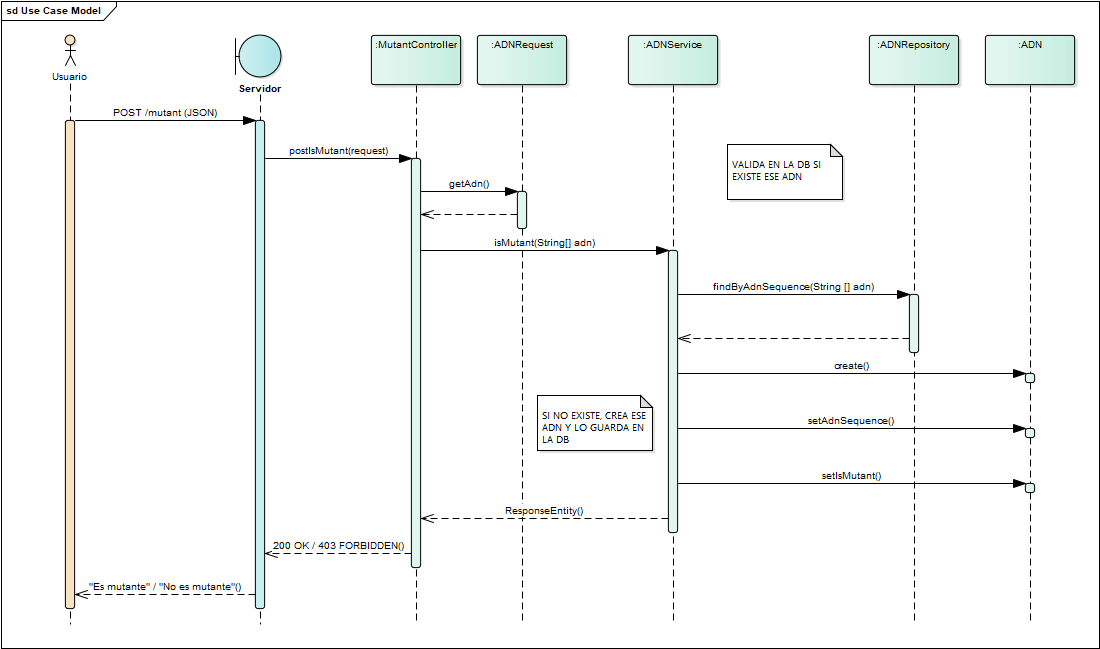 sd Use Case Model
Usuario
Servidor
:MutantController
:ADNRequest
:ADNService
:ADNRepository
:ADN
POST /mutant (JSON)
postIsMutant(request)
VALIDA EN LA DB SI
EXISTE ESE ADN
getAdn()
isMutant(String[] adn)
findByAdnSequence(String [] adn)
create()
SI NO EXISTE, CREA ESE
ADN Y LO GUARDA EN
LA DB
setAdnSequence()
setIsMutant()
ResponseEntity()
200 OK / 403 FORBIDDEN()
"Es mutante" / "No es mutante"()